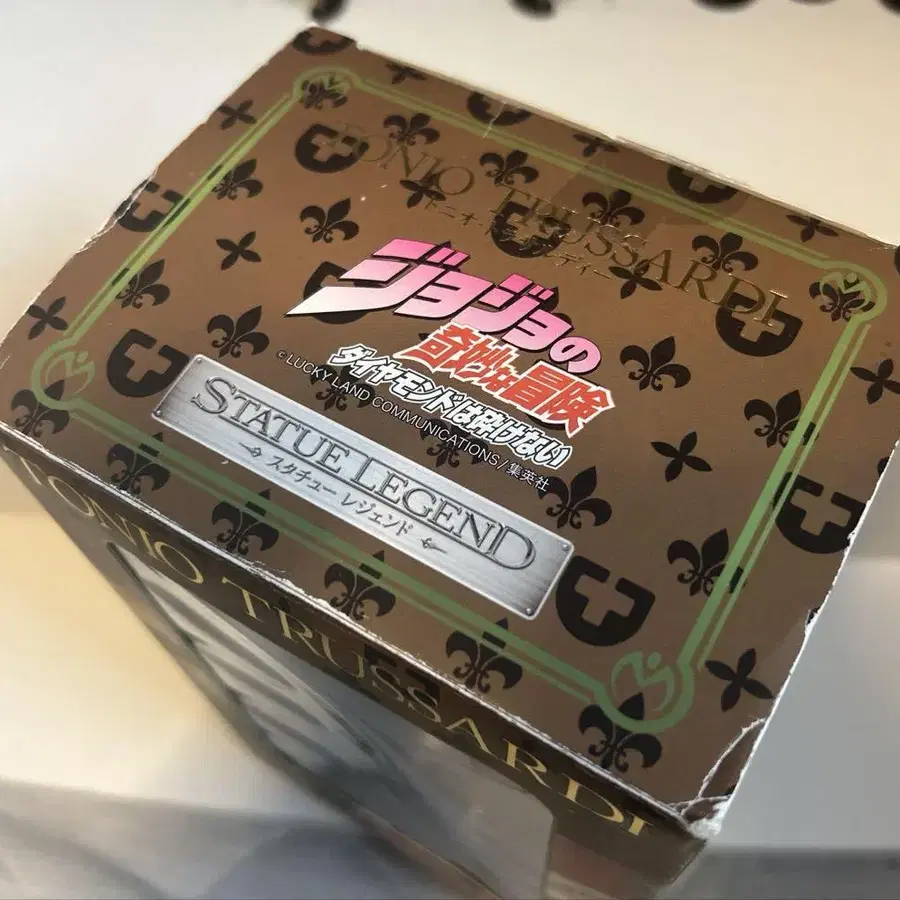 TONIO TRUSSARDI
トニオ・トラサルディー
ジョジョの
奇妙な冒険
ダイヤモンドは砕けない
© LUCKY LAND COMMUNICATIONS/集英社
STATUE LEGEND
スタチュー レジェンド
TONIO TRUSSARDI